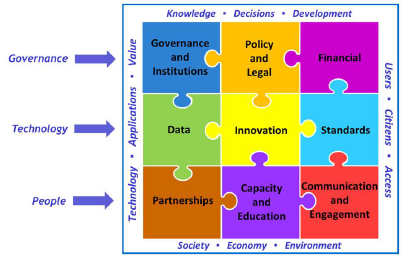 Knowledge • Decisions • Development
Governance
Governance
and
Institutions
Policy
and
Legal
Financial
Technology
Data
Innovation
Standards
People
Partnerships
Capacity
and
Education
Communication
and
Engagement
Technology • Applications • Value
Users • Citizens • Access
Society • Economy • Environment